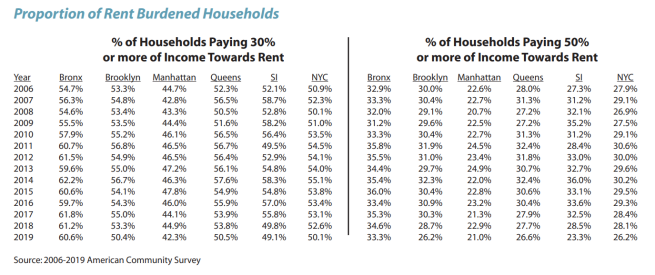 Proportion of Rent Burdened Households
% of Households Paying 30% or more of Income Towards Rent
% of Households Paying 50% or more of Income Towards Rent
Year Bronx Brooklyn Manhattan Queens SI NYC Bronx Brooklyn Manhattan Queens SI NYC
2006 54.7% 53.3% 44.7% 52.3% 52.1% 50.9% 32.9% 30.0% 22.6% 28.0% 27.3% 27.9%
2007 56.3% 54.8% 42.8% 56.5% 58.7% 52.3% 33.3% 30.4% 22.7% 31.3% 31.2% 29.1%
2008 54.6% 53.4% 43.3% 50.5% 52.8% 50.1% 32.0% 29.1% 20.7% 27.2% 32.1% 26.9%
2009 55.5% 53.5% 44.4% 51.6% 58.2% 51.0% 31.2% 29.6% 22.5% 27.2% 35.2% 27.5%
2010 57.9% 55.2% 46.1% 56.5% 56.4% 53.5% 33.3% 30.4% 22.7% 31.3% 31.2% 29.1%
2011 60.7% 56.8% 46.5% 56.7% 49.5% 54.5% 35.8% 31.9% 24.5% 32.4% 28.4% 30.6%
2012 61.5% 54.9% 46.5% 56.4% 52.9% 54.1% 35.5% 31.0% 23.4% 31.8% 33.0% 30.0%
2013 59.6% 55.0% 47.2% 56.1% 54.8% 54.0% 34.4% 29.7% 24.9% 30.7% 32.7% 29.6%
2014 62.2% 56.7% 46.3% 57.6% 58.3% 55.1% 35.4% 32.3% 22.0% 32.4% 36.0% 30.2%
2015 60.6% 54.1% 47.8% 54.9% 54.8% 53.8% 36.0% 30.4% 22.8% 30.6% 33.1% 29.5%
2016 59.7% 54.3% 46.0% 55.9% 57.0% 53.4% 33.4% 30.9% 23.2% 30.4% 33.6% 29.3%
2017 61.8% 55.0% 44.1% 53.9% 55.8% 53.1% 35.3% 30.3% 21.3% 27.9% 32.5% 28.4%
2018 61.2% 53.3% 44.9% 53.8% 49.8% 52.6% 34.6% 28.7% 22.9% 27.7% 28.5% 28.1%
2019 60.6% 50.4% 42.3% 50.5% 49.1% 50.1% 33.3% 26.2% 21.0% 26.6% 23.3% 26.2%
Source: 2006-2019 American Community Survey